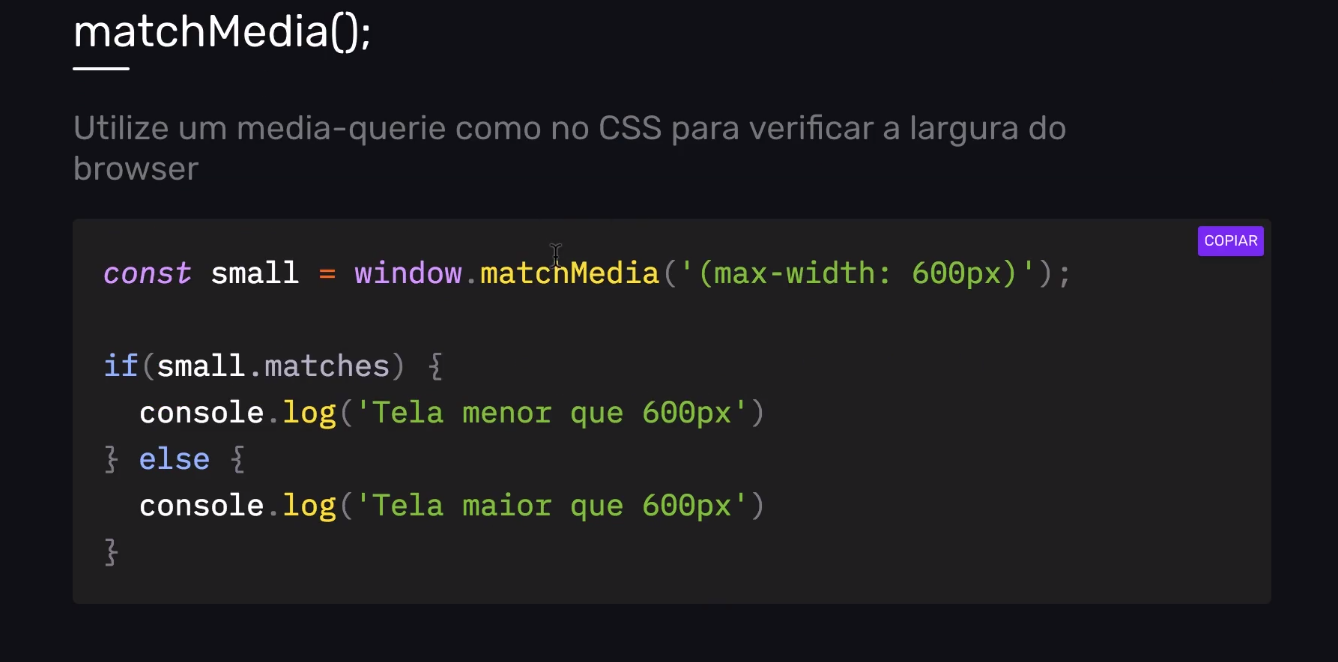 matchMedia();
Utilize um media-querie como no CSS para verificar a largura do
browser
COPIAR
const small = window.matchMedia('(max-width: 600px)');
if(small.matches) {
  console.log('Tela menor que 600px')
} else {
  console.log('Tela maior que 600px')
}